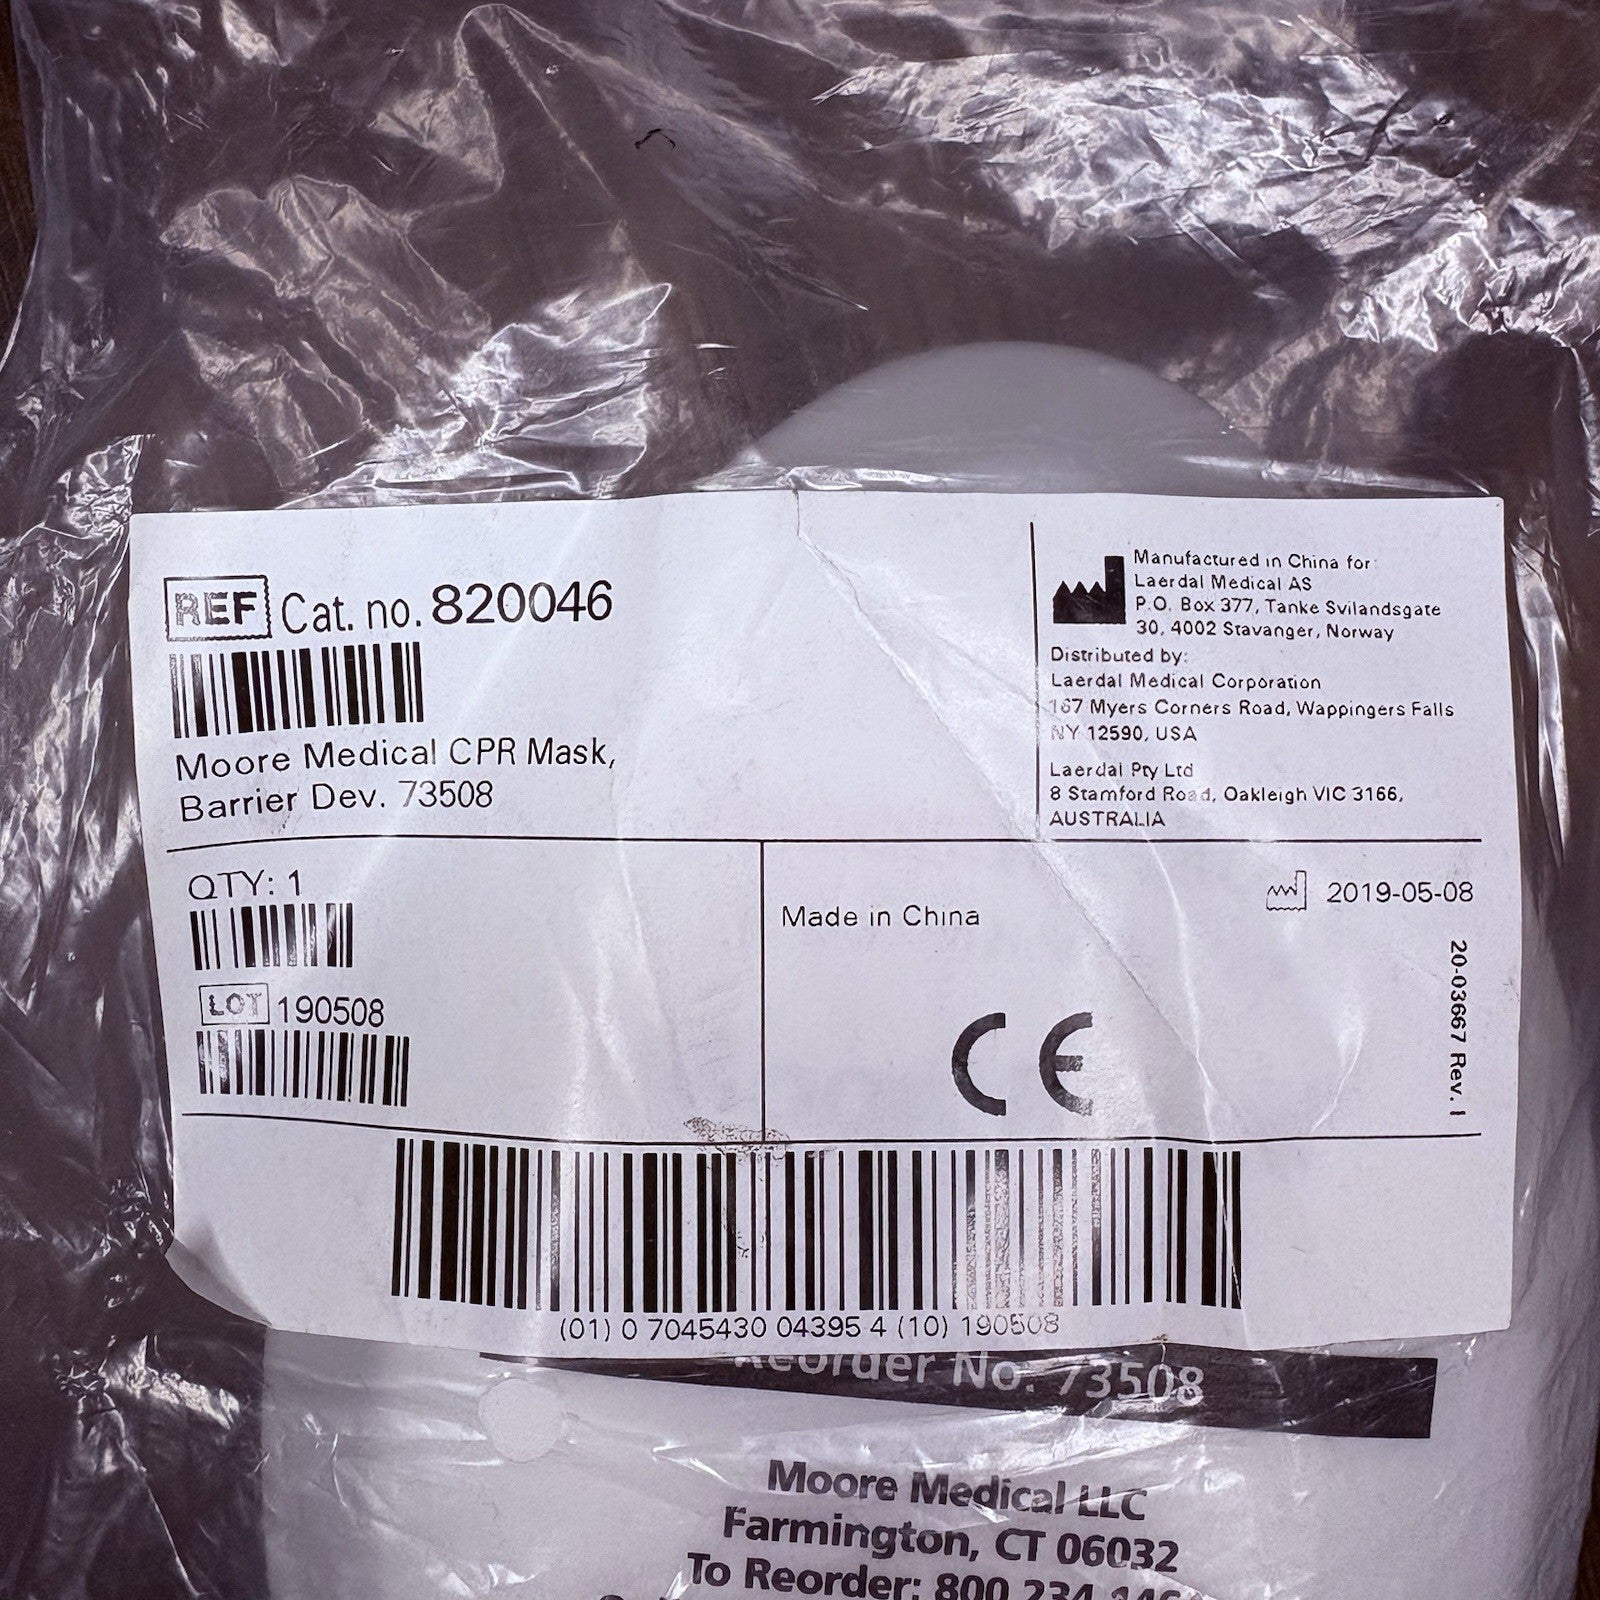 REF Cat. no. 820046
Moore Medical CPR Mask,
Barrier Dev. 73508
Manufactured in China for:
Laerdal Medical AS
P.O. Box 377, Tanke Svilandsgate
30, 4002 Stavanger, Norway
Distributed by:
Laerdal Medical Corporation
167 Myers Corners Road, Wappingers Falls
NY 12590, USA
Laerdal Pty Ltd
8 Stamford Road, Oakleigh VIC 3166,
AUSTRALIA
QTY: 1
LOT 190508
Made in China
CE
2019-05-08
20-03667 Rev. I
(01) 0 7045430 04395 4 (10) 190508
Reorder No. 73508
Moore Medical LLC
Farmington, CT 06032
To Reorder: 800 234